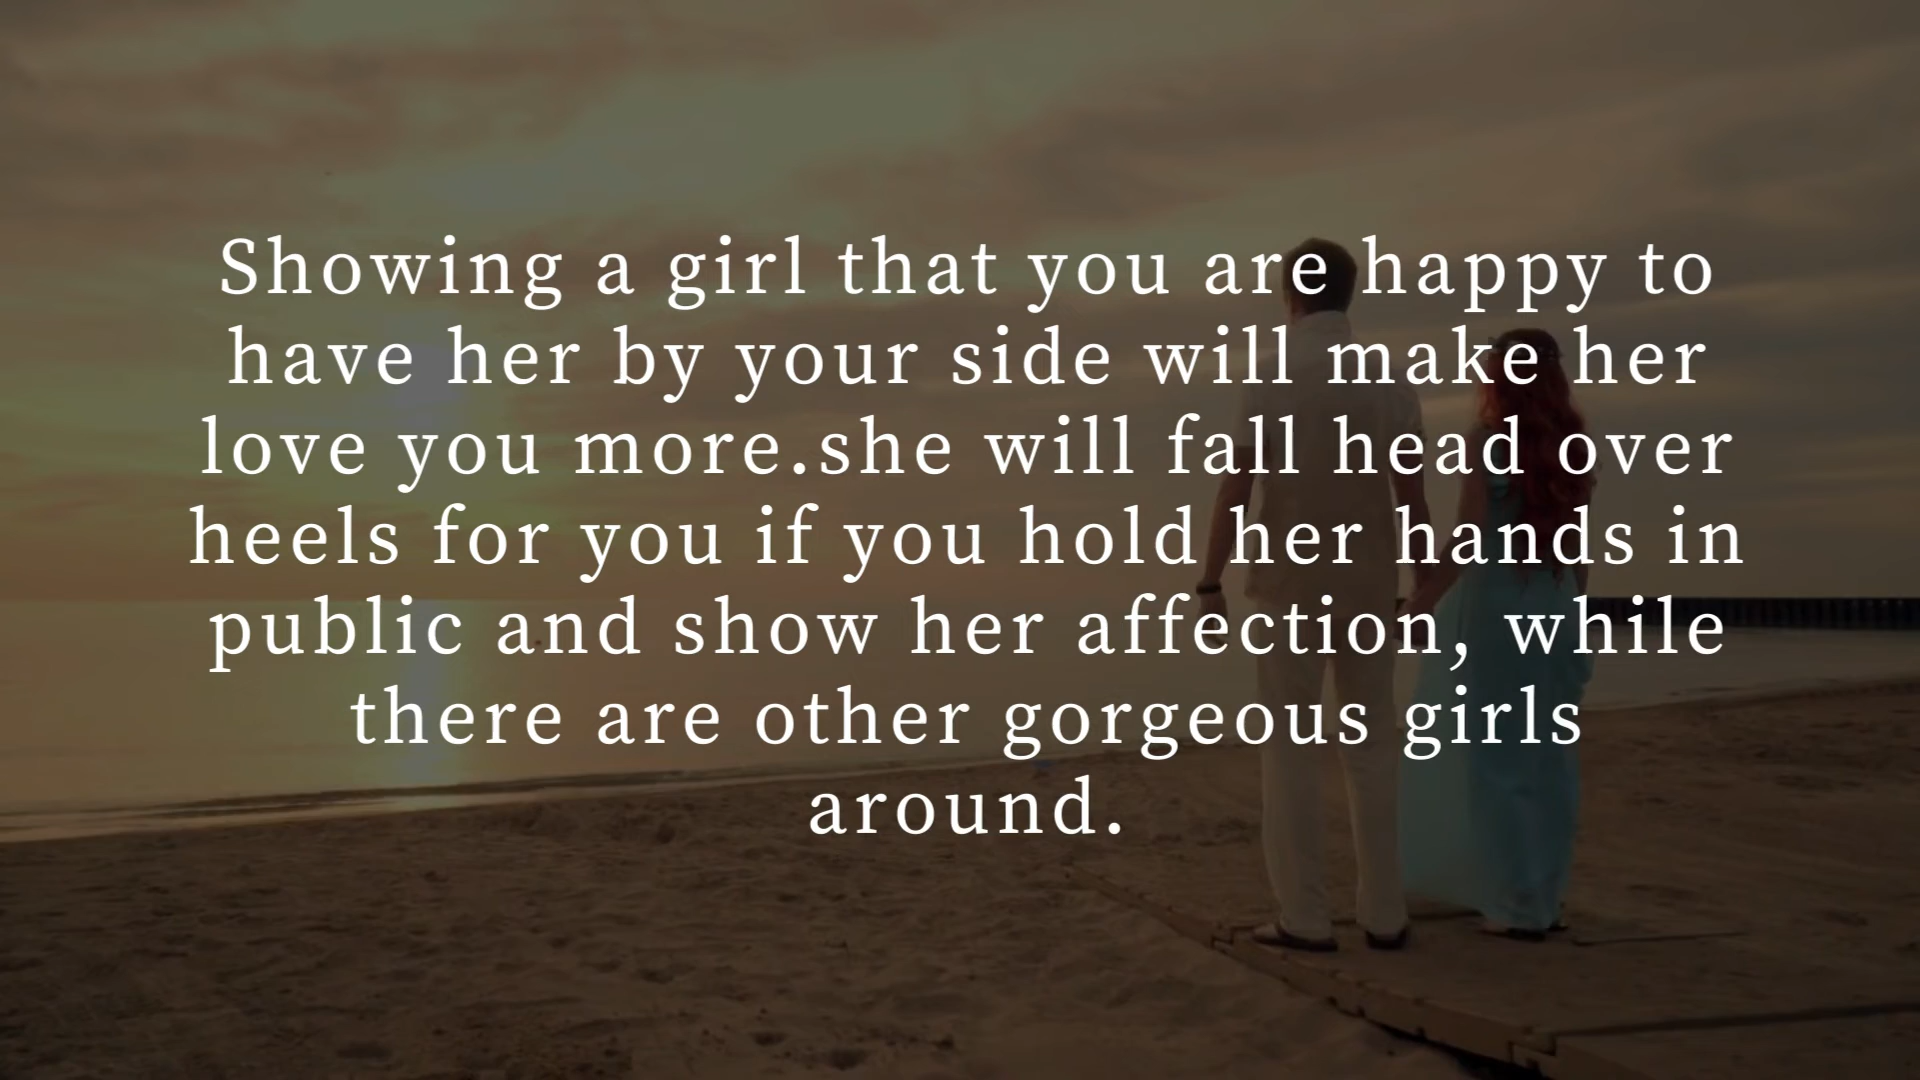 Showing a girl that you are happy to
have her by your side will make her
love you more.she will fall head over
heels for you if you hold her hands in
public and show her affection, while
there are other gorgeous girls
around.